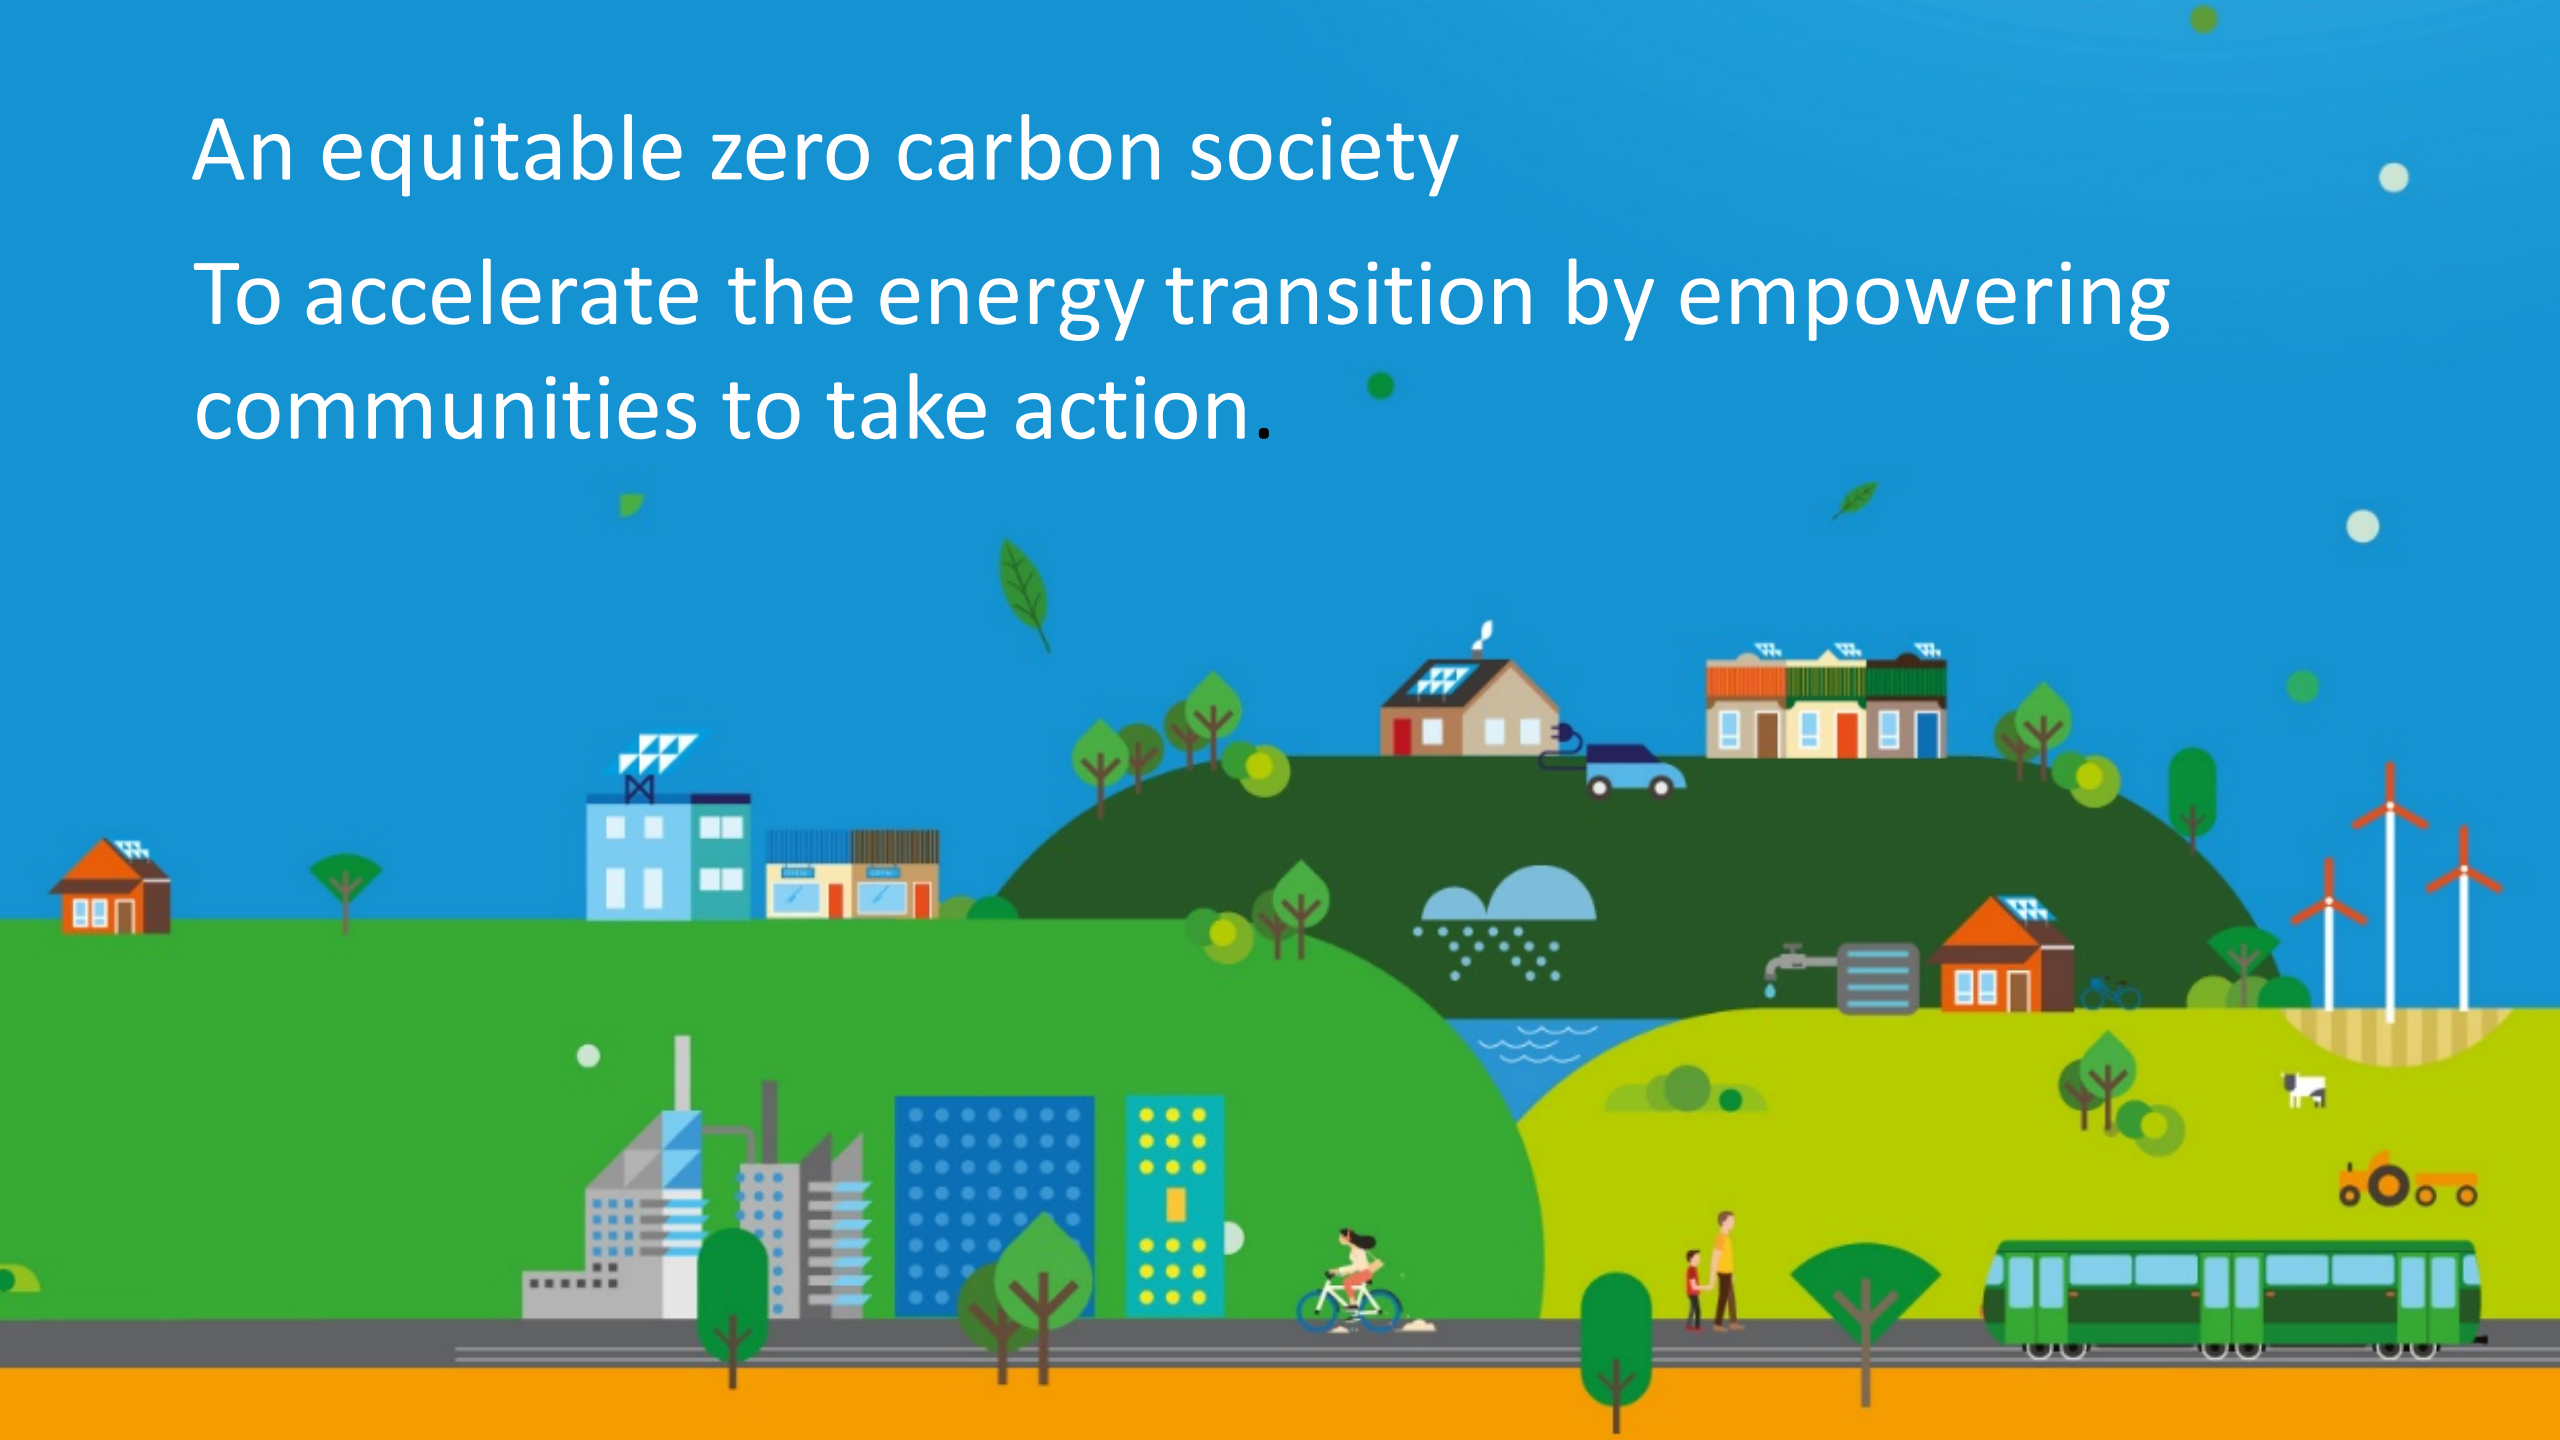 An equitable zero carbon society
To accelerate the energy transition by empowering
communities to take action.